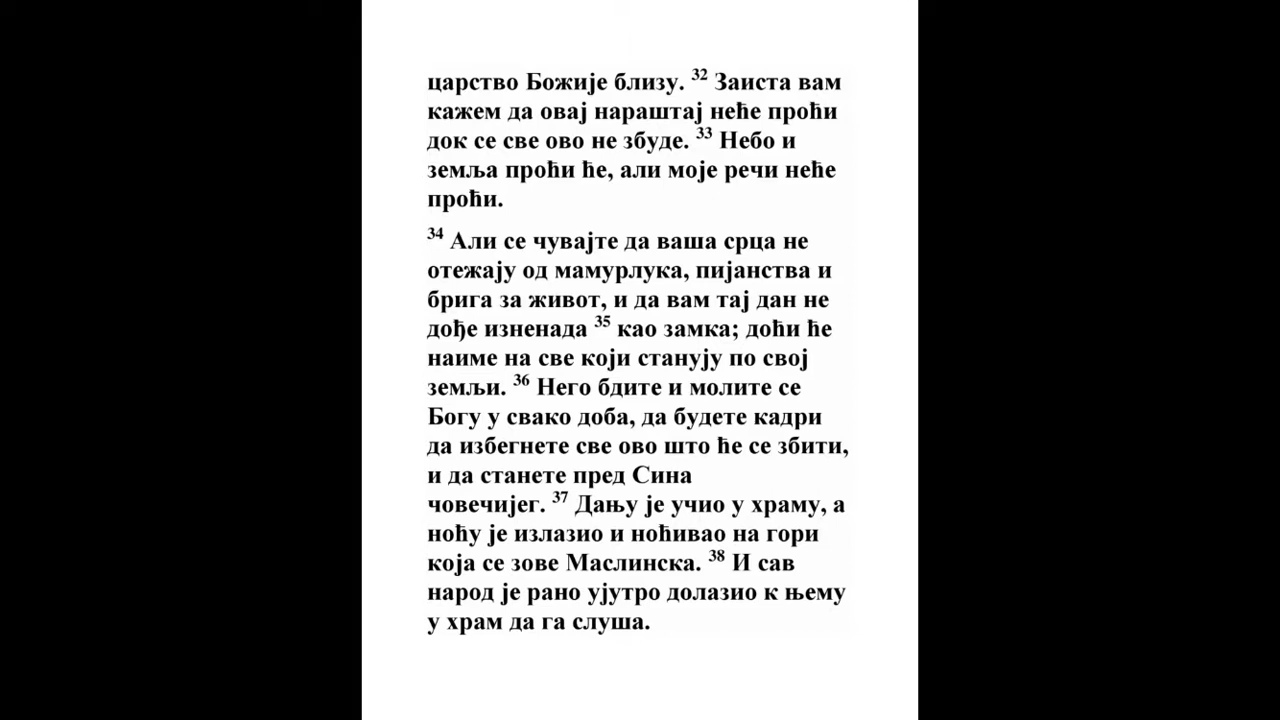 царство Божије близу. 32 Заиста вам
кажем да овај нараштај неће проћи
док се све ово не збуде. 33 Небо и
земља проћи ће, али моје речи неће
проћи.
34 Али се чувајте да ваша срца не
отежају од мамурлука, пијанства и
брига за живот, и да вам тај дан не
дође изненада 35 као замка; доћи ће
наиме на све који станују по свој
земљи. 36 Него бдите и молите се
Богу у свако доба, да будете кадри
да избегнете све ово што ће се збити,
и да станете пред Сина
човечијег. 37 Дању је учио у храму, а
ноћу је излазио и ноћивао на гори
која се зове Маслинска. 38 И сав
народ је рано ујутро долазио к њему
у храм да га слуша.